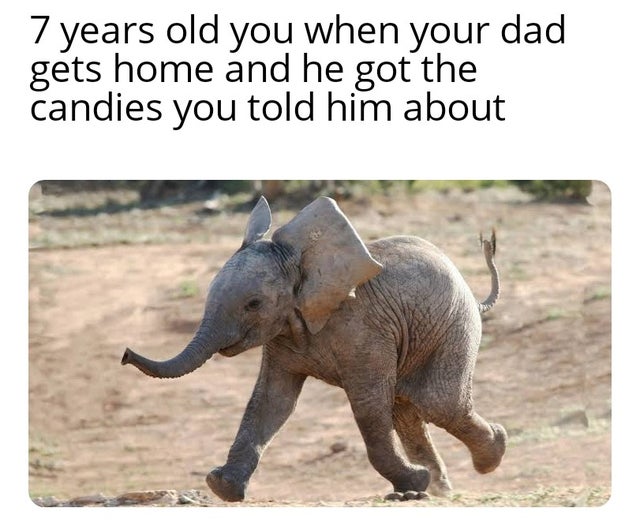 7 years old you when your dad
gets home and he got the
candies you told him about